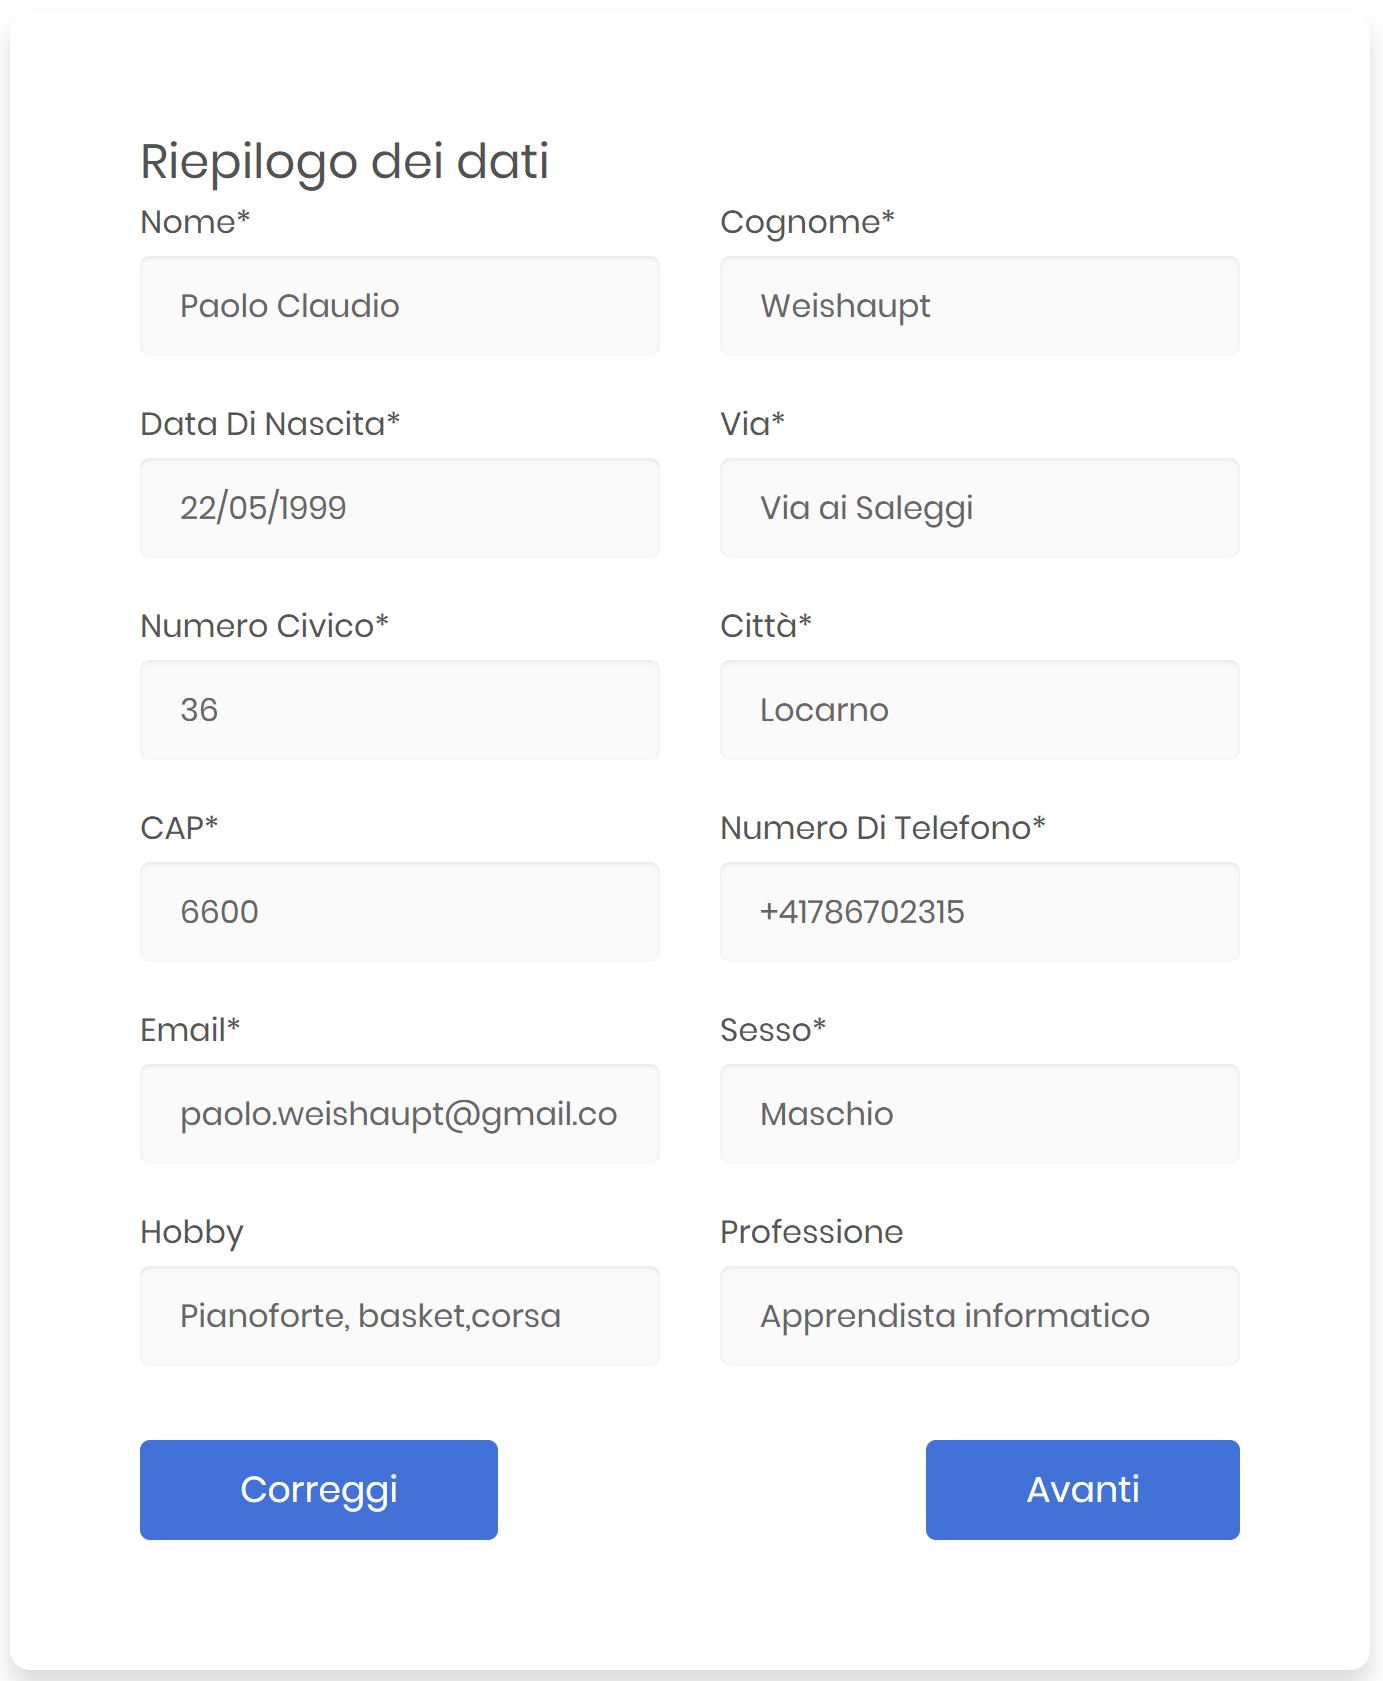 Riepilogo dei dati
Nome* Cognome*
Paolo Claudio Weishaupt
Data Di Nascita* Via*
22/05/1999 Via ai Saleggi
Numero Civico* Città*
36 Locarno
CAP* Numero Di Telefono*
6600 +41786702315
Email* Sesso*
paolo.weishaupt@gmail.co Maschio
Hobby Professione
Pianoforte, basket,corsa Apprendista informatico
Correggi Avanti